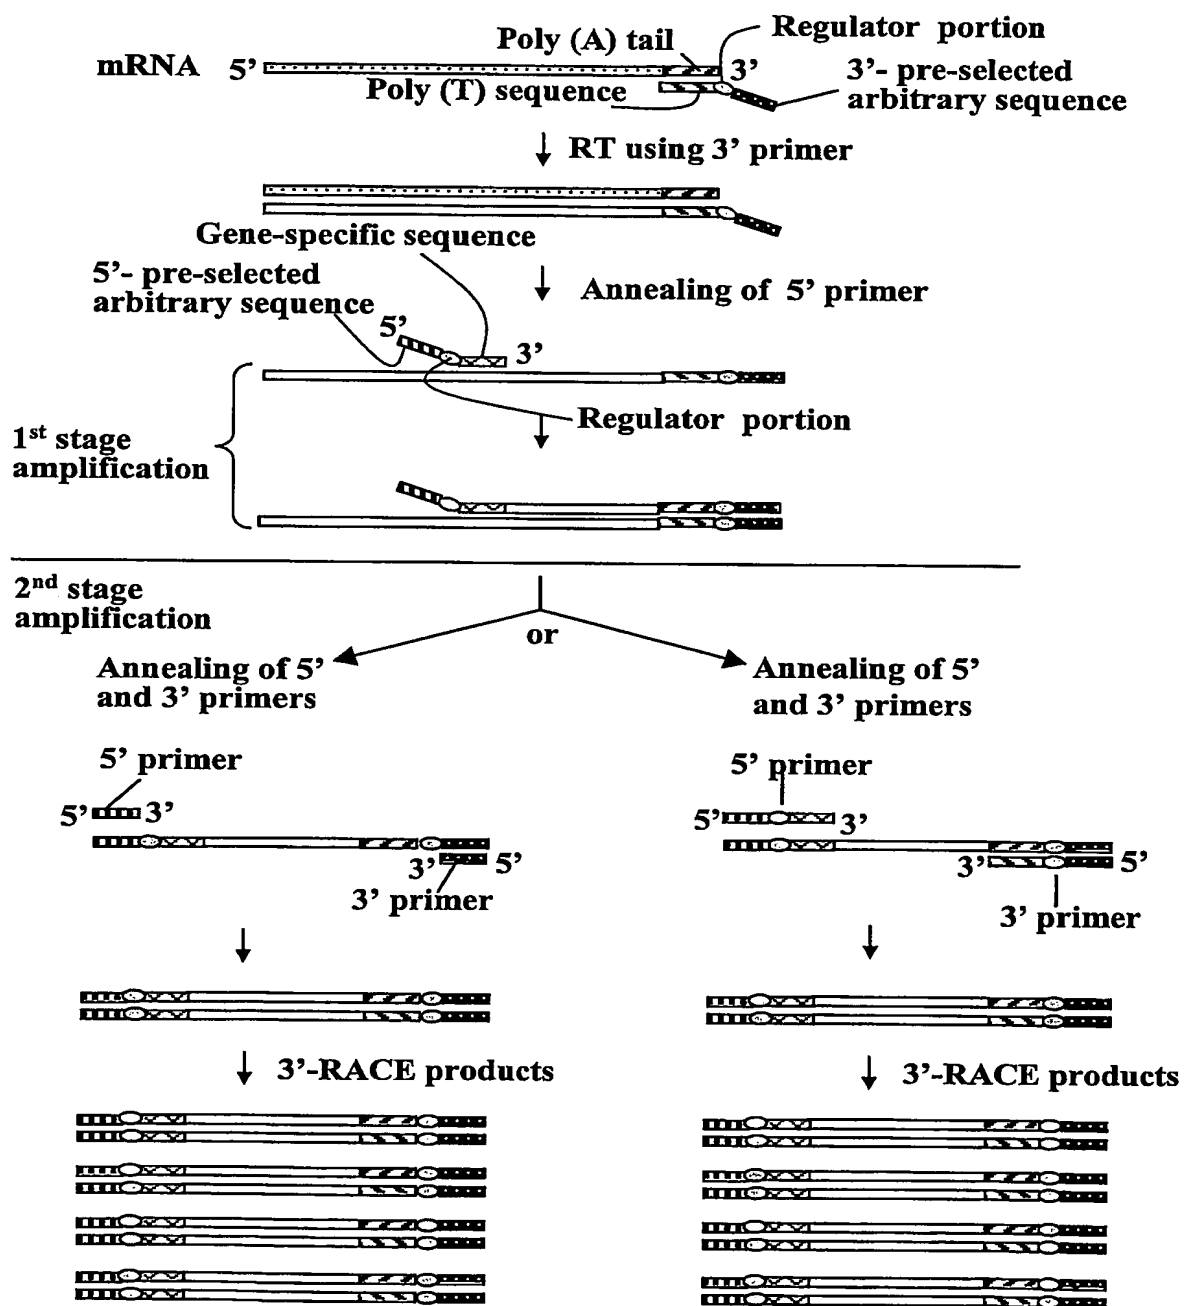 Regulator portion
Poly (A) tail
mRNA 5’ 3’
3’- pre-selected
arbitrary sequence
Poly (T) sequence
RT using 3’ primer
Gene-specific sequence
5’- pre-selected
arbitrary sequence
Annealing of 5’ primer
5’ 3’
Regulator portion
1st stage
amplification
2nd stage
amplification
or
Annealing of 5’
and 3’ primers
Annealing of 5’
and 3’ primers
5’ primer
5’ 3’
3’ 5’
3’ primer
5’ primer
5’ 3’
3’ 5’
3’ primer
3’-RACE products
3’-RACE products